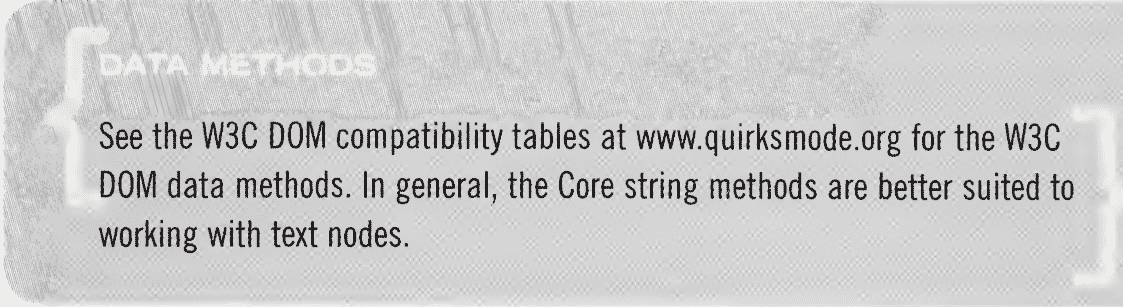 DATA METHODS
See the W3C DOM compatibility tables at www.quirksmode.org for the W3C
DOM data methods. In general, the Core string methods are better suited to
working with text nodes.